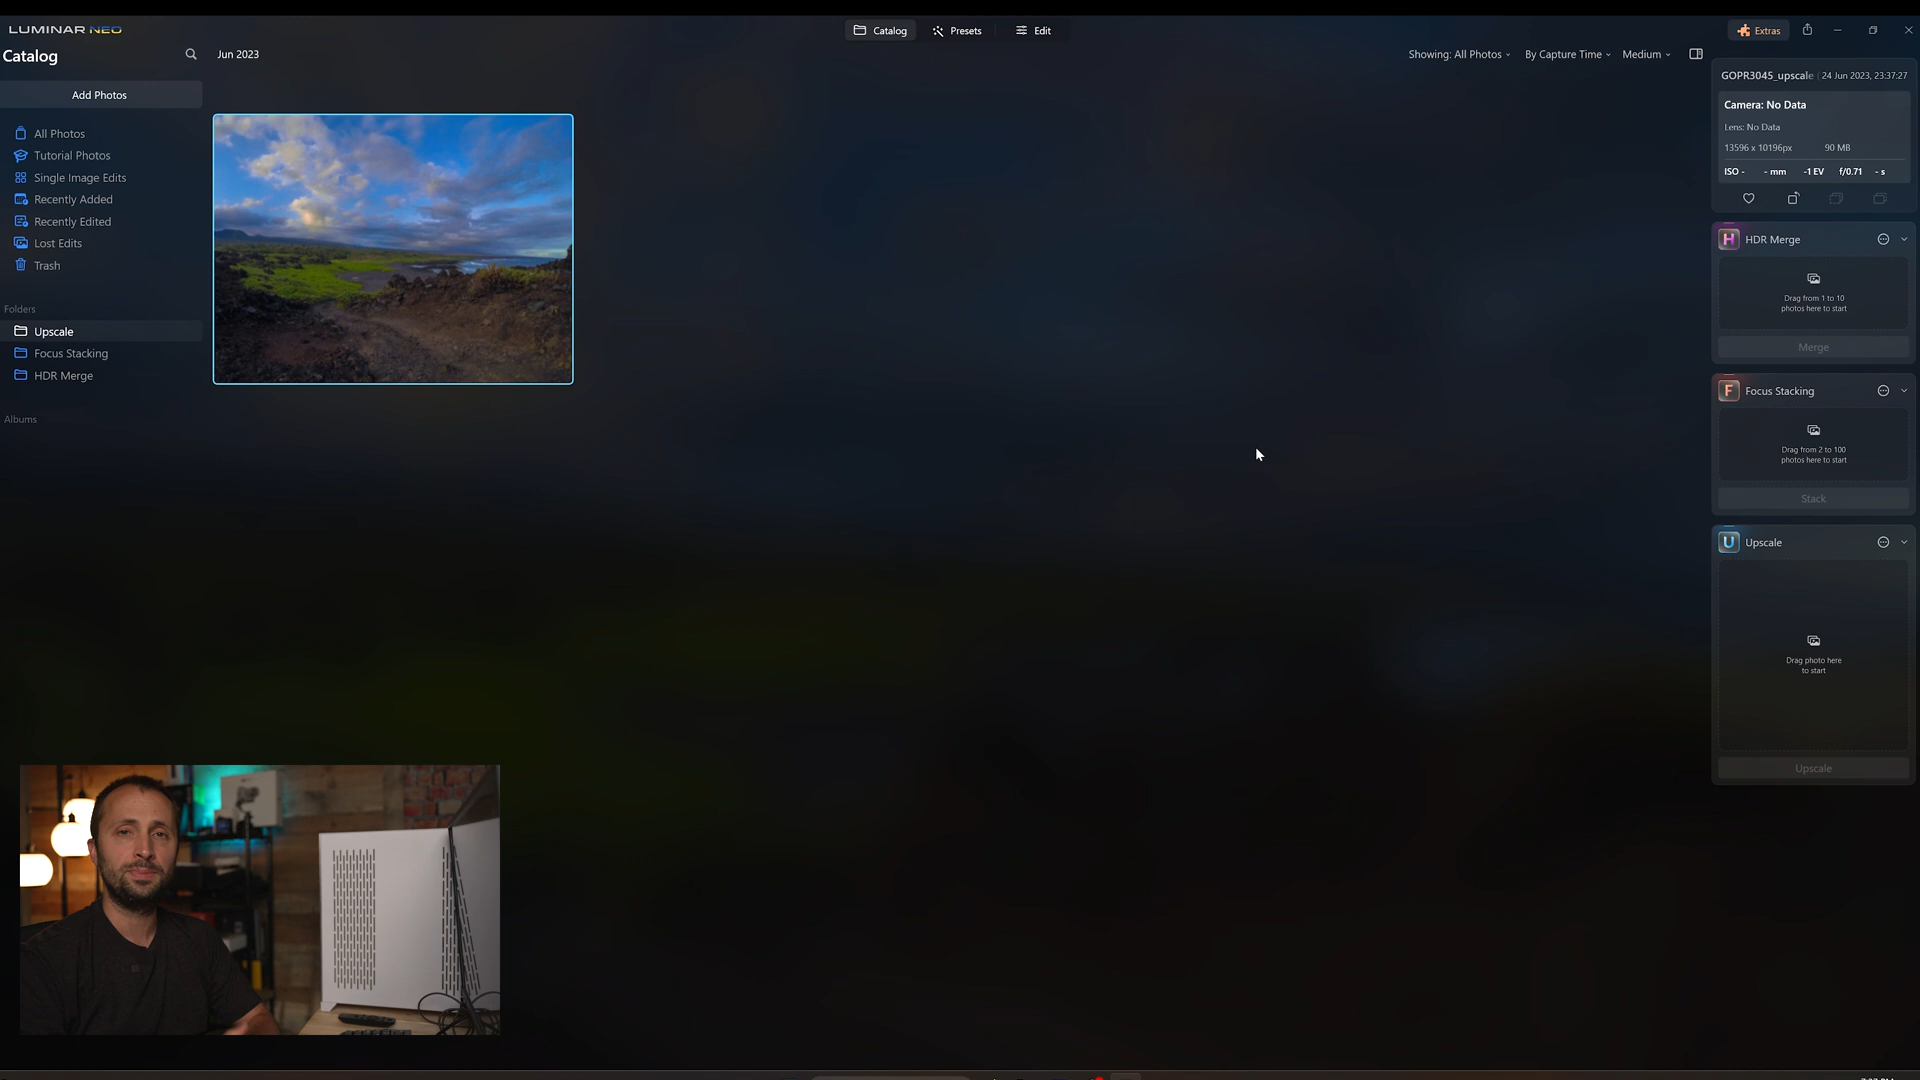 LUMINAR NEO
Catalog
Presets
Edit
Extras
Catalog
Jun 2023
Showing: All Photos
By Capture Time
Medium
Add Photos
All Photos
Tutorial Photos
Single Image Edits
Recently Added
Recently Edited
Lost Edits
Trash
Folders
Upscale
Focus Stacking
HDR Merge
Albums
GOPR3045_upscale
24 Jun 2023, 23:37:27
Camera: No Data
Lens: No Data
13596 x 10196px
90 MB
ISO -
- mm
-1 EV
f/0.71
- s
H
HDR Merge
Drag from 1 to 10
photos here to start
Merge
F
Focus Stacking
Drag from 2 to 100
photos here to start
Stack
U
Upscale
Drag photo here
to start
Upscale